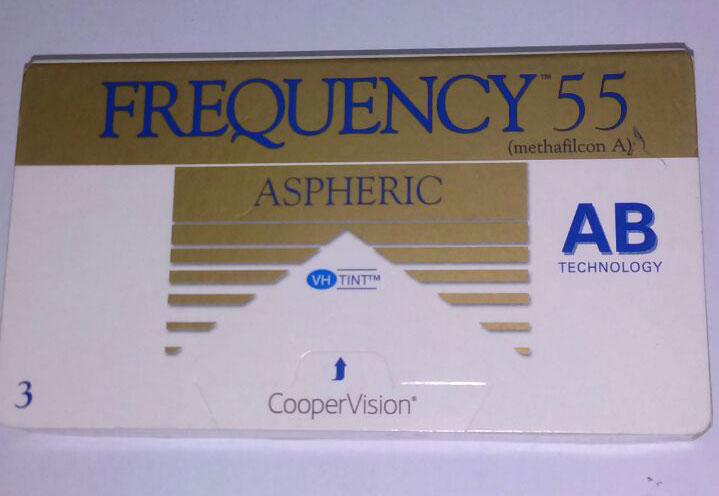 FREQUENCY™ 55
(methafilcon A)
ASPHERIC
AB
TECHNOLOGY
VH TINT™
3
CooperVision®